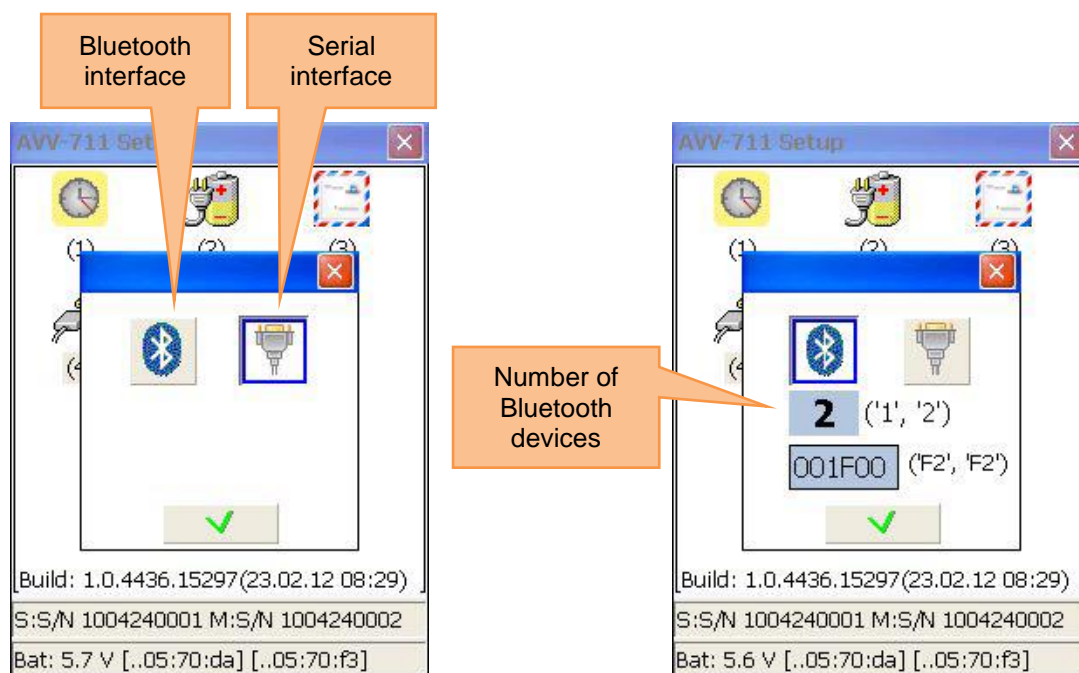 Bluetooth
interface
Serial
interface
AVV-711 Set
(1)
(2)
(3)
(4
Build: 1.0.4436.15297(23.02.12 08:29)
S:S/N 1004240001 M:S/N 1004240002
Bat: 5.7 V [..05:70:da] [..05:70:f3]
Number of
Bluetooth
devices
AVV-711 Setup
(1)
(2)
(3)
(4
2 ('1', '2')
001F00 ('F2', 'F2')
Build: 1.0.4436.15297(23.02.12 08:29)
S:S/N 1004240001 M:S/N 1004240002
Bat: 5.6 V [..05:70:da] [..05:70:f3]